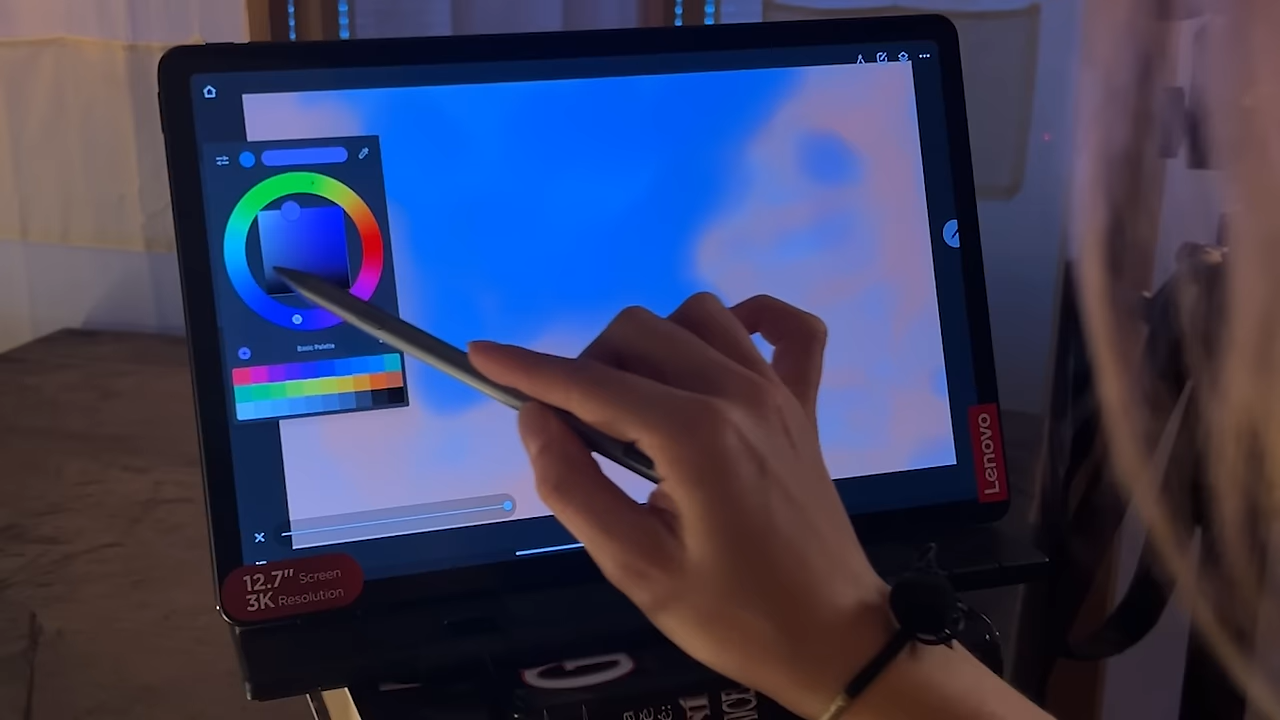 Basic Palette
Lenovo
12.7" Screen
3K Resolution
G